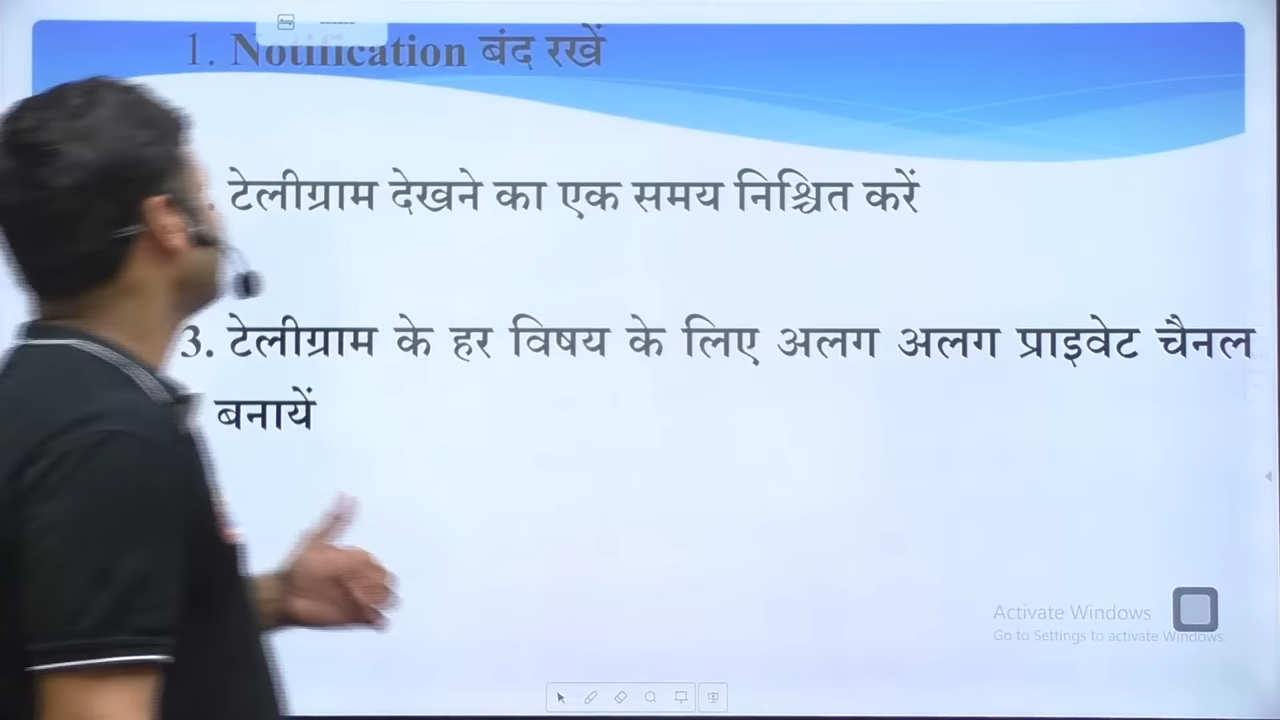 1. Notification बंद रखें
. टेलीग्राम देखने का एक समय निश्चित करें
3. टेलीग्राम के हर विषय के लिए अलग अलग प्राइवेट चैनल
बनायें
Activate Windows
Go to Settings to activate Windows.